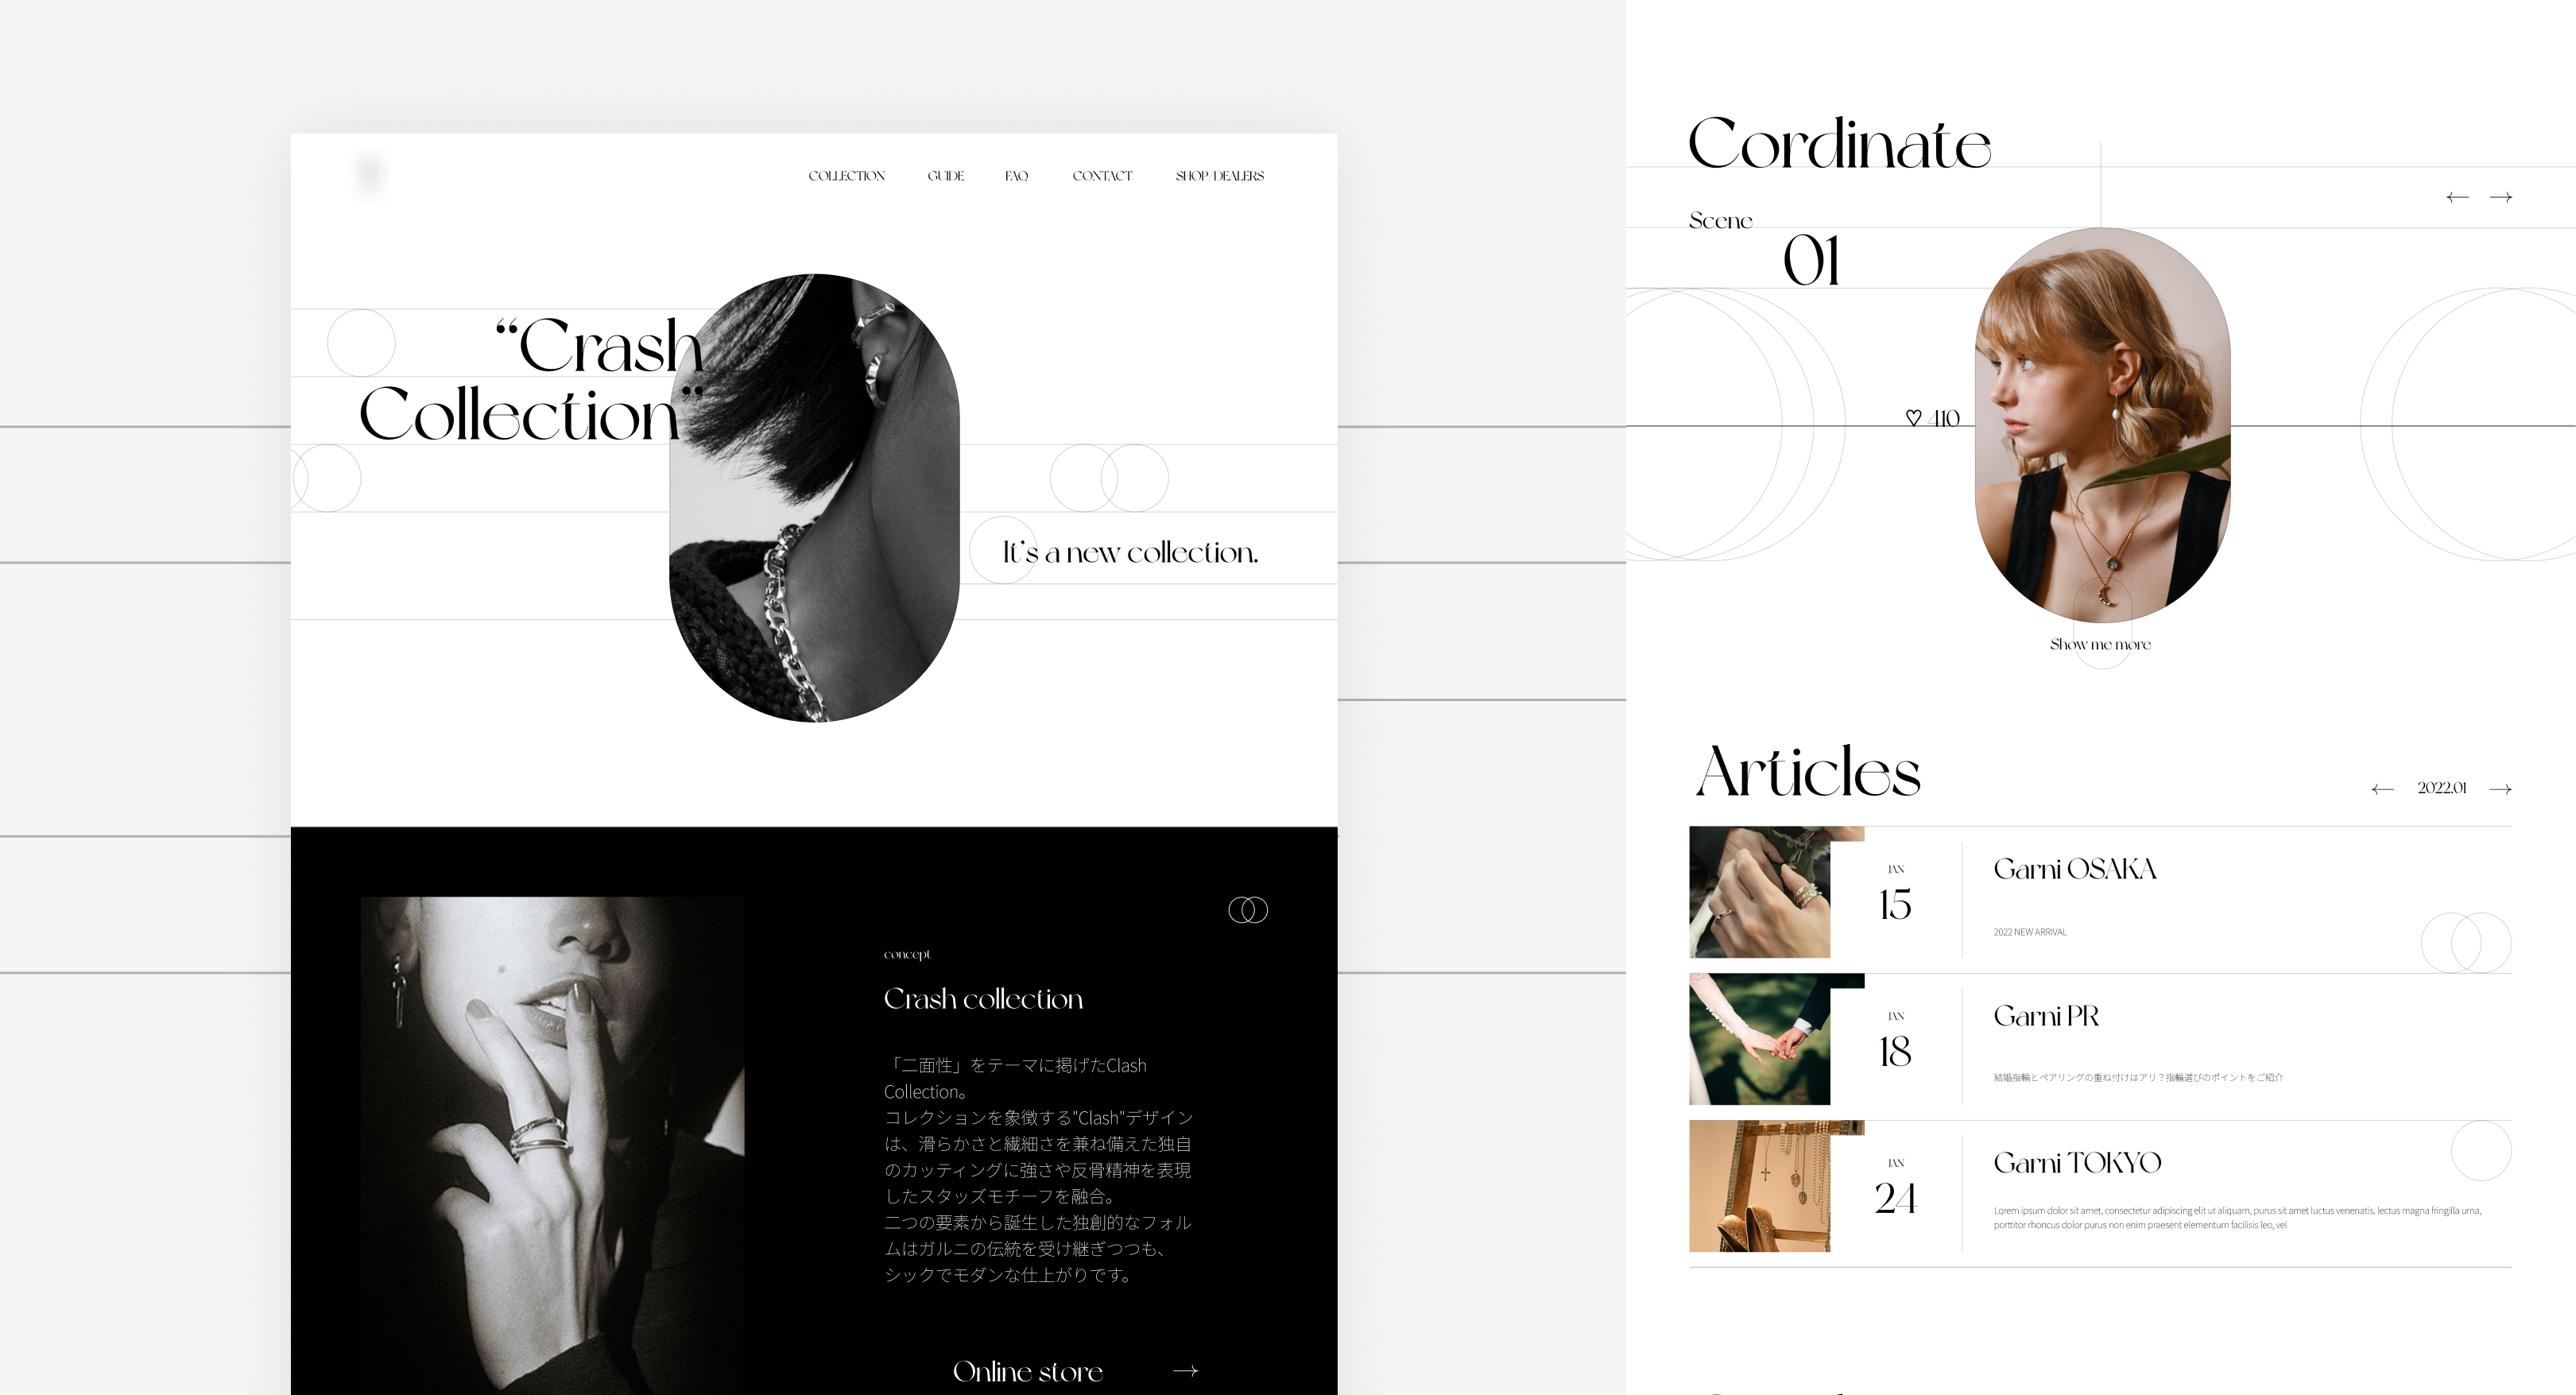 COLLECTION GUIDE FAQ CONTACT SHOP/DEALERS
“Crash
Collection”
It’s a new collection.
concept
Crash collection
「二面性」をテーマに掲げたClash
Collection。
コレクションを象徴する"Clash"デザイン
は、滑らかさと繊細さを兼ね備えた独自
のカッティングに強さや反骨精神を表現
したスタッズモチーフを融合。
二つの要素から誕生した独創的なフォル
ムはガルニの伝統を受け継ぎつつも、
シックでモダンな仕上がりです。
Online store →
Cordinate
← →
Scene
01
♡ 410
Show me more
Articles
← 2022.01 →
JAN
15
Garni OSAKA
2022 NEW ARRIVAL
JAN
18
Garni PR
結婚指輪とペアリングの重ね付けはアリ？指輪選びのポイントをご紹介
JAN
24
Garni TOKYO
Lorem ipsum dolor sit amet, consectetur adipiscing elit ut aliquam, purus sit amet luctus venenatis, lectus magna fringilla urna,
porttitor rhoncus dolor purus non enim praesent elementum facilisis leo, vel